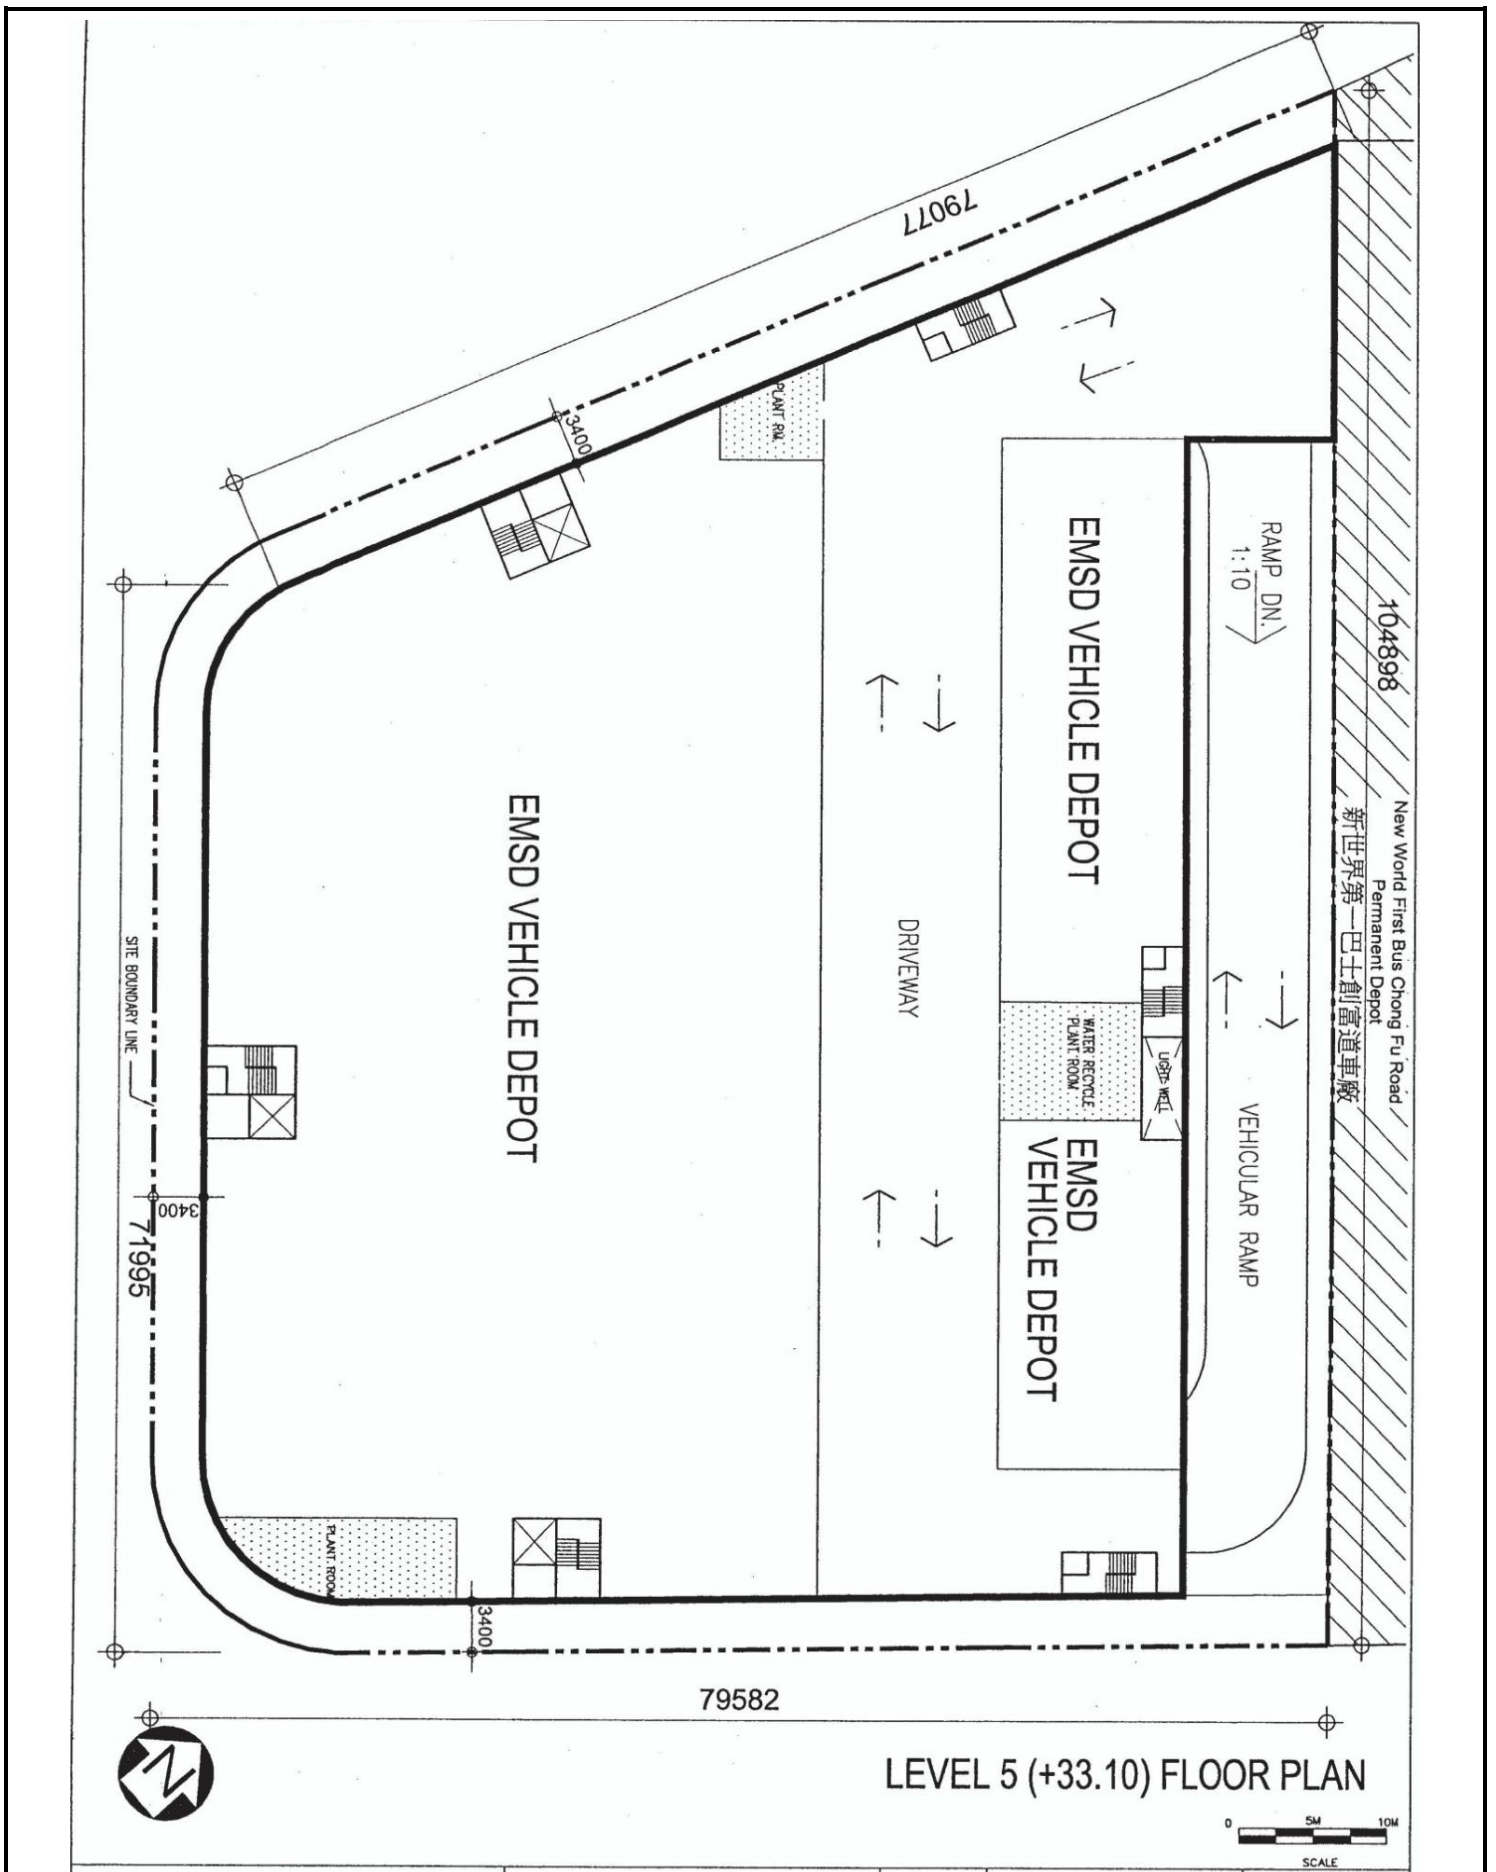 79077
3400
PLANT RM.
EMSD VEHICLE DEPOT
RAMP DN.
1:10
104898
New World First Bus Chong Fu Road
Permanent Depot
新世界第一巴士創富道車廠
EMSD VEHICLE DEPOT
DRIVEWAY
SITE BOUNDARY LINE
WATER RECYCLE
PLANT ROOM
LIGHT WELL
VEHICULAR RAMP
EMSD
VEHICLE DEPOT
3400
71995
PLANT ROOM
3400
79582
N
LEVEL 5 (+33.10) FLOOR PLAN
0 5M 10M
SCALE